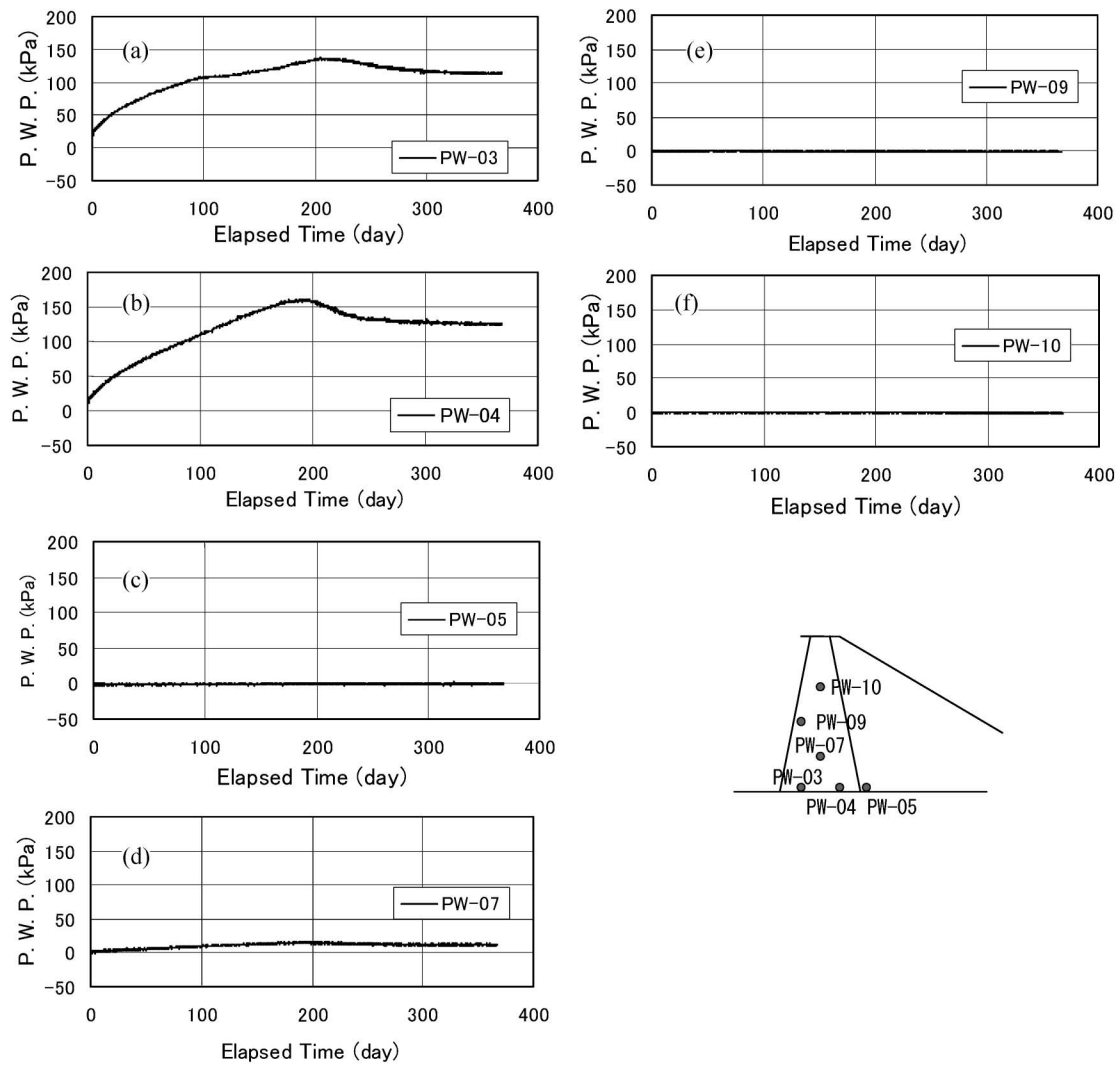 200
150
100
50
0
-50
P. W. P. (kPa)
(a)
PW-03
0 100 200 300 400
Elapsed Time (day)
200
150
100
50
0
-50
P. W. P. (kPa)
(b)
PW-04
0 100 200 300 400
Elapsed Time (day)
200
150
100
50
0
-50
P. W. P. (kPa)
(c)
PW-05
0 100 200 300 400
Elapsed Time (day)
200
150
100
50
0
-50
P. W. P. (kPa)
(d)
PW-07
0 100 200 300 400
Elapsed Time (day)
200
150
100
50
0
-50
P. W. P. (kPa)
(e)
PW-09
0 100 200 300 400
Elapsed Time (day)
200
150
100
50
0
-50
P. W. P. (kPa)
(f)
PW-10
0 100 200 300 400
Elapsed Time (day)
PW-10
PW-09
PW-07
PW-03
PW-04 PW-05